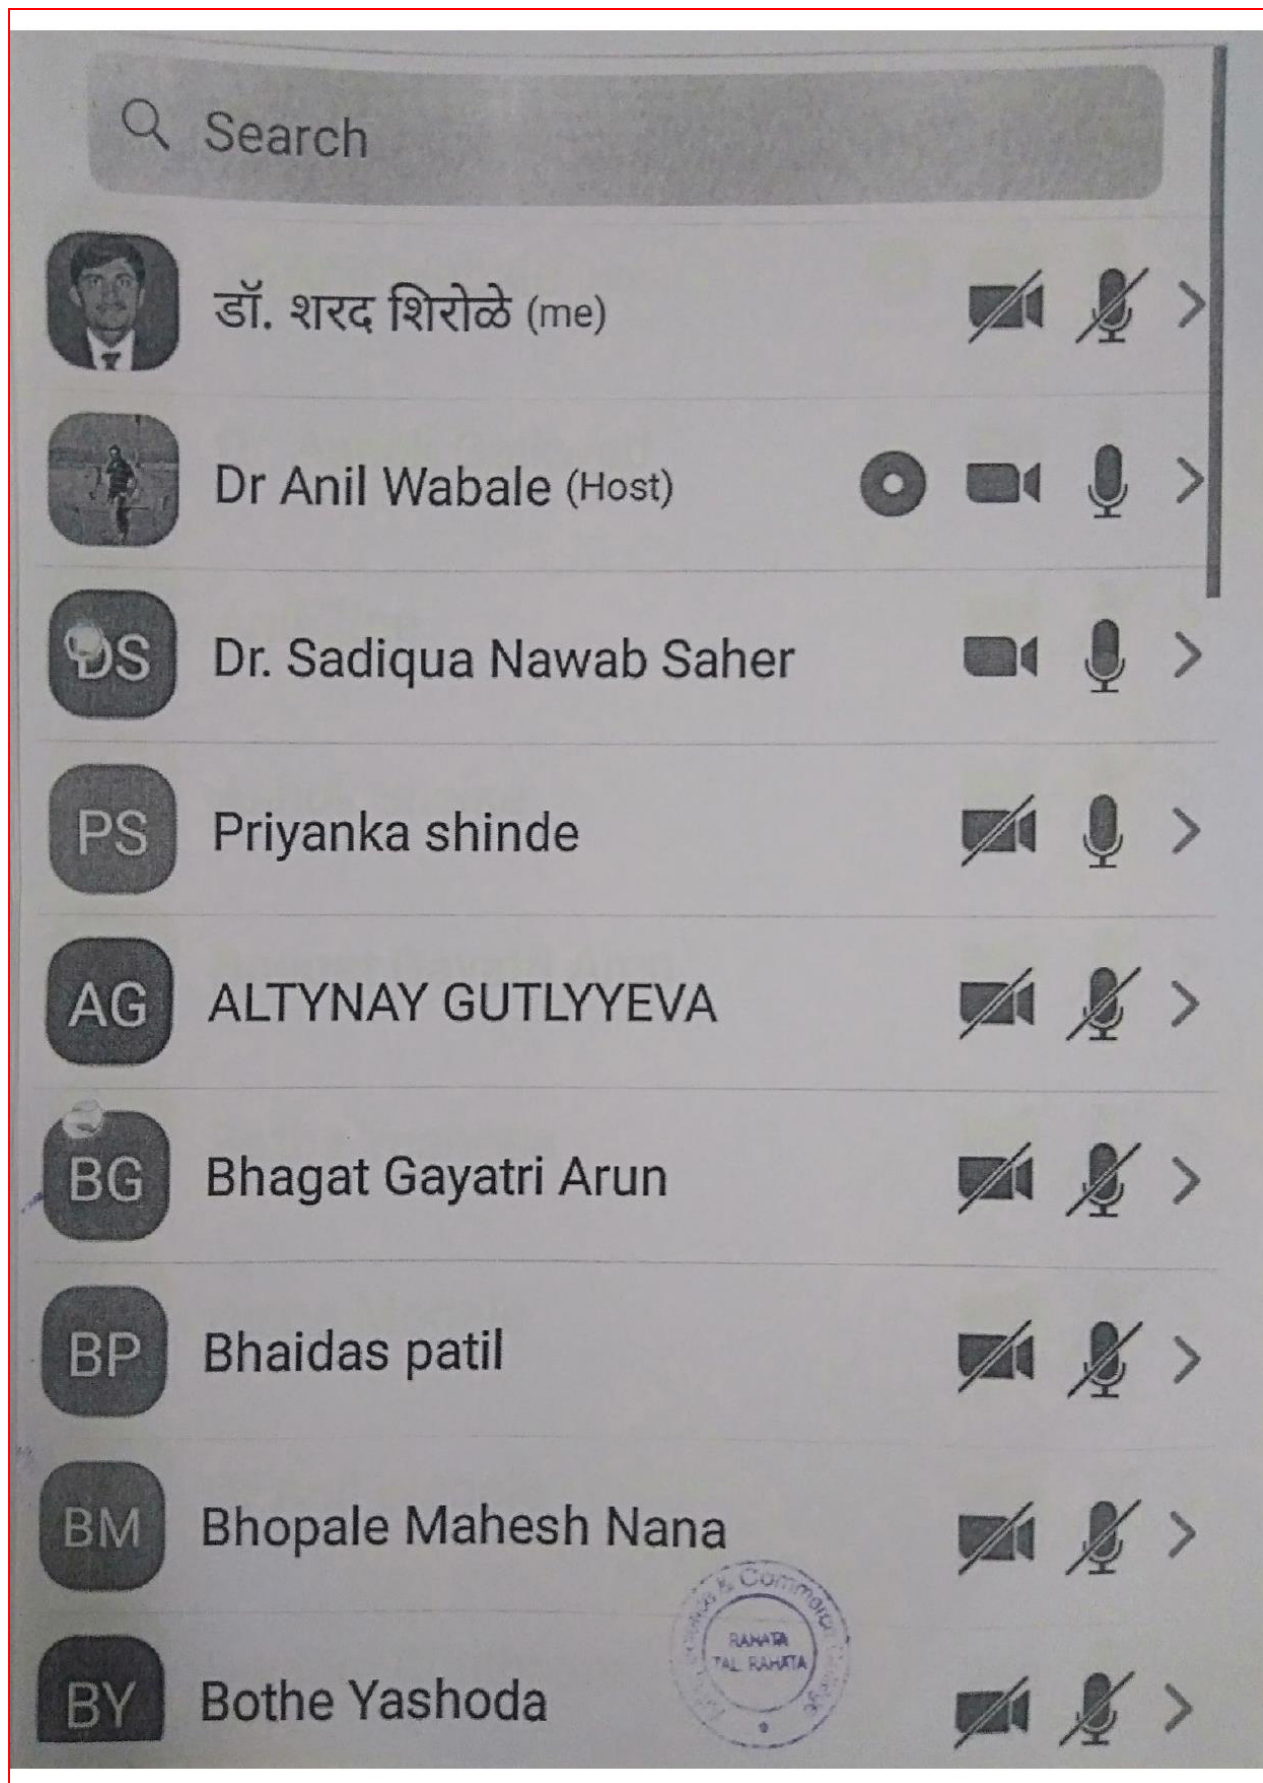 Search
डॉ. शरद शिरोळे (me)
Dr Anil Wabale (Host)
DS
Dr. Sadiqua Nawab Saher
PS
Priyanka shinde
AG
ALTYNAY GUTLYYEVA
BG
Bhagat Gayatri Arun
BP
Bhaidas patil
BM
Bhopale Mahesh Nana
& Commerce
RAHATA
TAL. RAHATA
BY
Bothe Yashoda